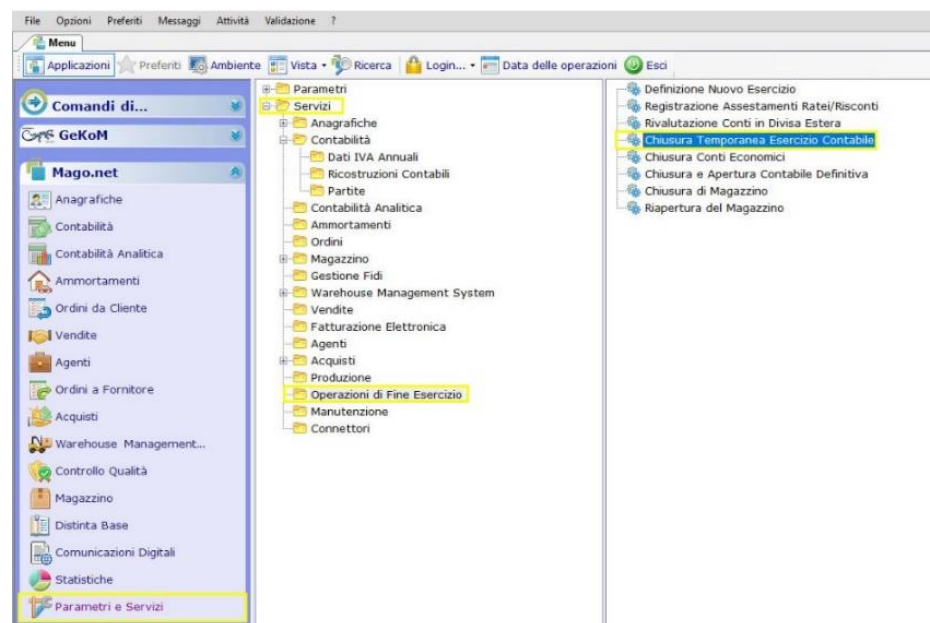 File Opzioni Preferiti Messaggi Attività Validazione ?
Menu
Applicazioni Preferiti Ambiente Vista Ricerca Login... Data delle operazioni Esci
Comandi di...
GeKoM
Mago.net
Anagrafiche
Contabilità
Contabilità Analitica
Ammortamenti
Ordini da Cliente
Vendite
Agenti
Ordini a Fornitore
Acquisti
Warehouse Management...
Controllo Qualità
Magazzino
Distinta Base
Comunicazioni Digitali
Statistiche
Parametri e Servizi
Parametri
Servizi
Anagrafiche
Contabilità
Dati IVA Annuali
Ricostruzioni Contabili
Partite
Contabilità Analitica
Ammortamenti
Ordini
Magazzino
Gestione Fidi
Warehouse Management System
Vendite
Fatturazione Elettronica
Agenti
Acquisti
Produzione
Operazioni di Fine Esercizio
Manutenzione
Connettori
Definizione Nuovo Esercizio
Registrazione Assestamenti Ratei/Risconti
Rivalutazione Conti in Divisa Estera
Chiusura Temporanea Esercizio Contabile
Chiusura Conti Economici
Chiusura e Apertura Contabile Definitiva
Chiusura di Magazzino
Riapertura del Magazzino